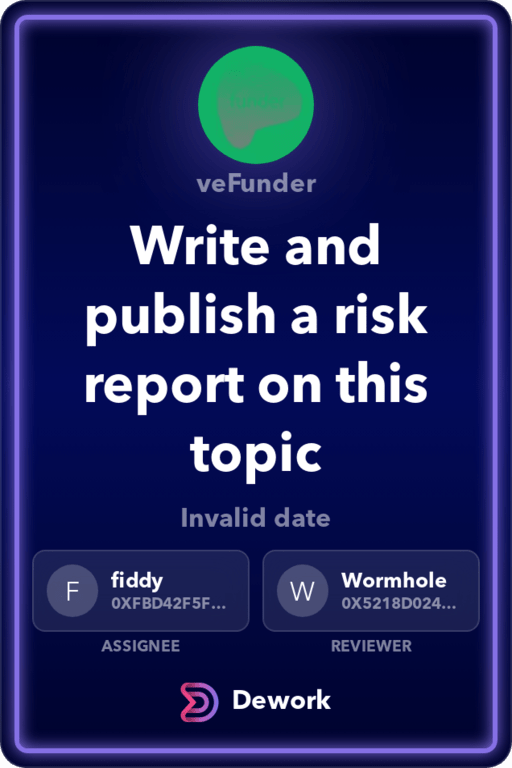 veFunder
Write and
publish a risk
report on this
topic
Invalid date
F
fiddy
0XFBD42F5F...
W
Wormhole
0X5218D024...
ASSIGNEE
REVIEWER
Dework